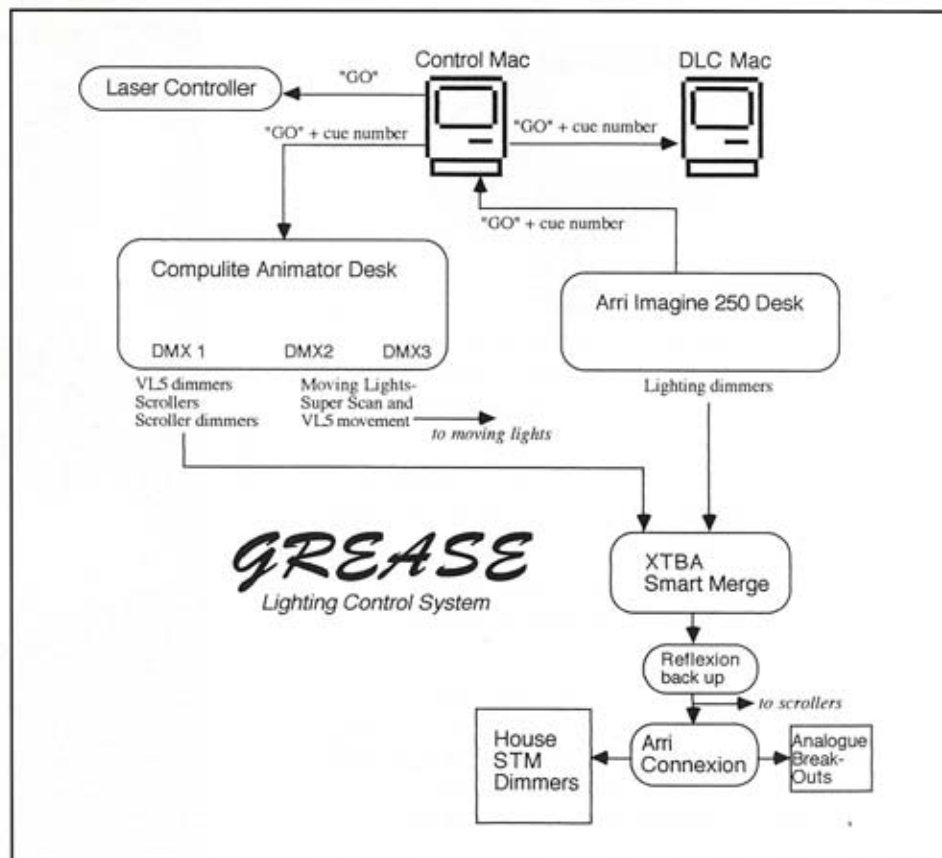 Control Mac
DLC Mac
Laser Controller
"GO"
"GO" + cue number
"GO" + cue number
"GO" + cue number
Compulite Animator Desk
DMX 1
DMX2
DMX3
Arri Imagine 250 Desk
VL5 dimmers
Scrollers
Scroller dimmers
Moving Lights-
Super Scan and
VL5 movement
to moving lights
Lighting dimmers
GREASE
Lighting Control System
XTBA
Smart Merge
Reflexion
back up
to scrollers
House
STM
Dimmers
Arri
Connexion
Analogue
Break-
Outs